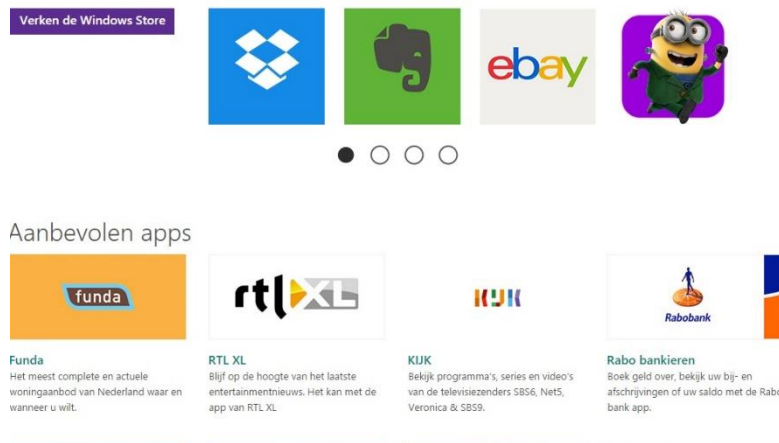 Verken de Windows Store
ebay
Aanbevolen apps
funda
rtl XL
KIJK
Rabobank
Funda
Het meest complete en actuele
woningaanbod van Nederland waar en
wanneer u wilt.
RTL XL
Blijf op de hoogte van het laatste
entertainmentnieuws. Het kan met de
app van RTL XL
KIJK
Bekijk programma's, series en video's
van de televisiezenders SBS6, Net5,
Veronica & SBS9.
Rabo bankieren
Boek geld over, bekijk uw bij- en
afschrijvingen of uw saldo met de Rabo
bank app.